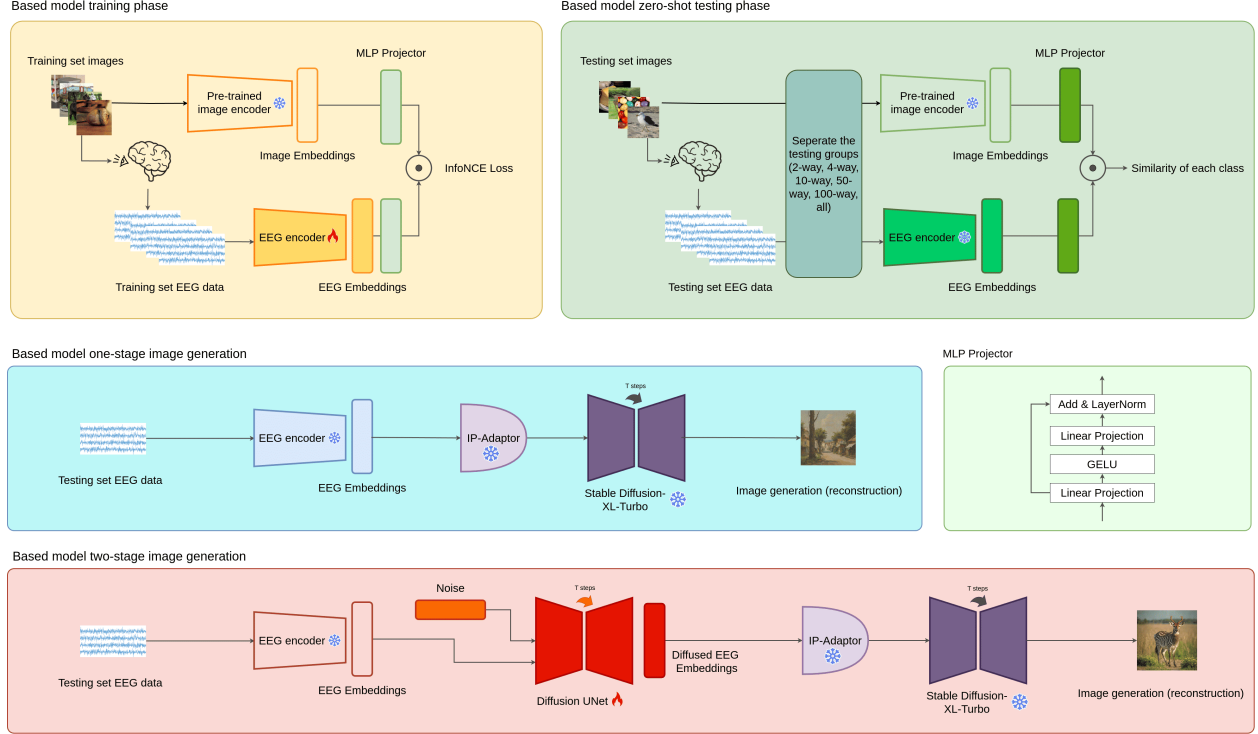 Based model training phase
Training set images
Pre-trained
image encoder
Image Embeddings
MLP Projector
InfoNCE Loss
EEG encoder
Training set EEG data
EEG Embeddings
Based model zero-shot testing phase
Testing set images
Seperate the
testing groups
(2-way, 4-way,
10-way, 50-
way, 100-way,
all)
Pre-trained
image encoder
Image Embeddings
MLP Projector
Similarity of each class
EEG encoder
Testing set EEG data
EEG Embeddings
Based model one-stage image generation
Testing set EEG data
EEG encoder
EEG Embeddings
IP-Adaptor
T steps
Stable Diffusion-
XL-Turbo
Image generation (reconstruction)
MLP Projector
Add & LayerNorm
Linear Projection
GELU
Linear Projection
Based model two-stage image generation
Testing set EEG data
EEG encoder
EEG Embeddings
Noise
T steps
Diffusion UNet
Diffused EEG
Embeddings
IP-Adaptor
T steps
Stable Diffusion-
XL-Turbo
Image generation (reconstruction)